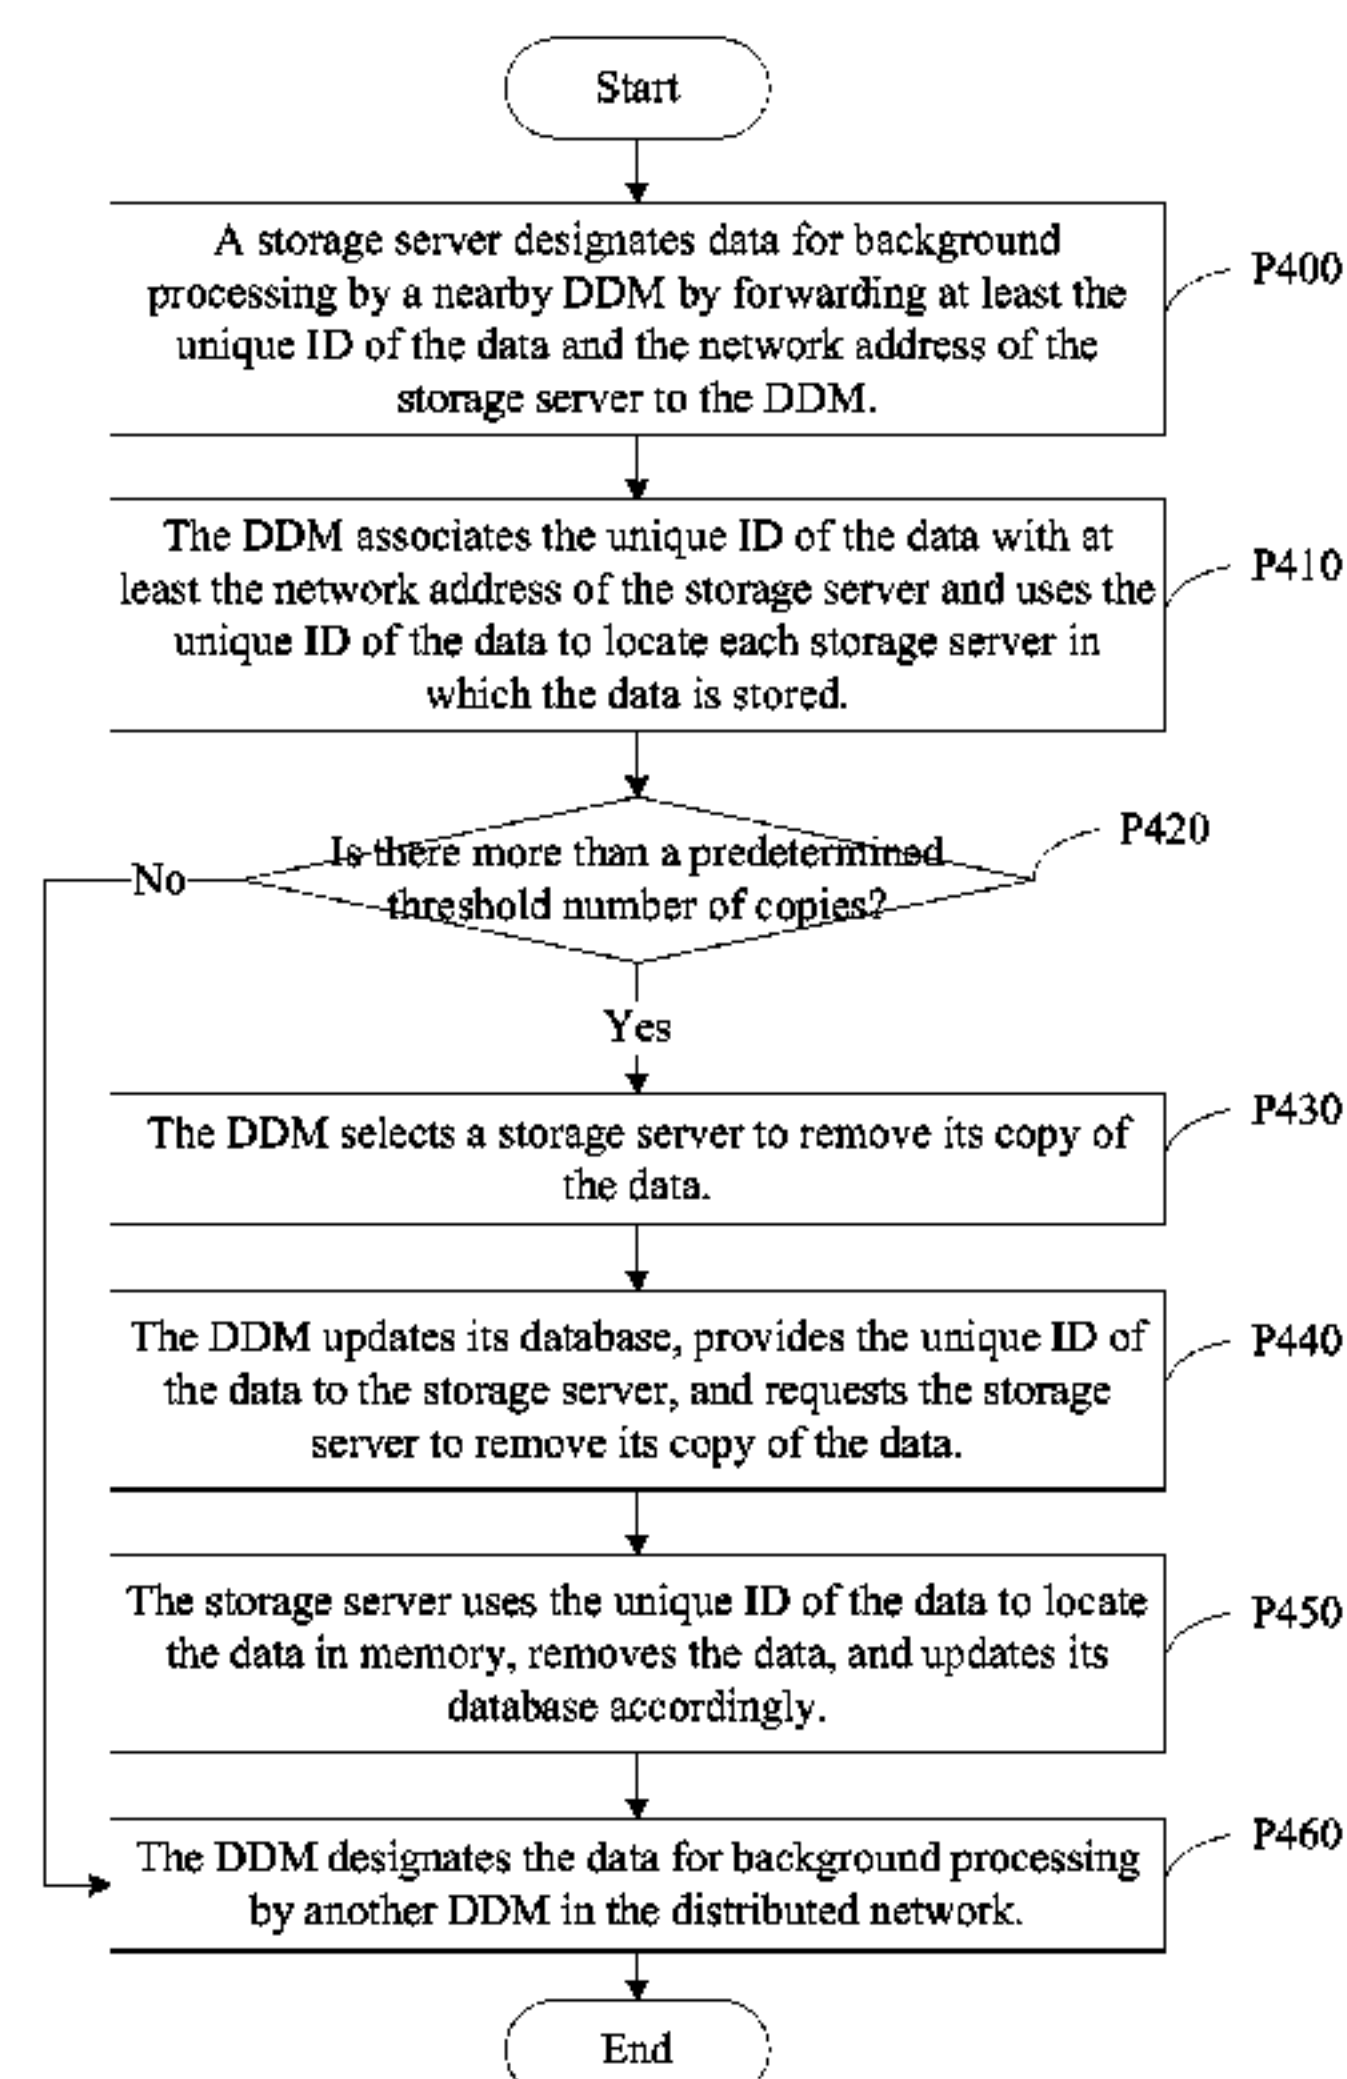 Start
A storage server designates data for background
processing by a nearby DDM by forwarding at least the
unique ID of the data and the network address of the
storage server to the DDM.
P400
The DDM associates the unique ID of the data with at
least the network address of the storage server and uses the
unique ID of the data to locate each storage server in
which the data is stored.
P410
Is there more than a predetermined
threshold number of copies?
P420
No
Yes
The DDM selects a storage server to remove its copy of
the data.
P430
The DDM updates its database, provides the unique ID of
the data to the storage server, and requests the storage
server to remove its copy of the data.
P440
The storage server uses the unique ID of the data to locate
the data in memory, removes the data, and updates its
database accordingly.
P450
The DDM designates the data for background processing
by another DDM in the distributed network.
P460
End